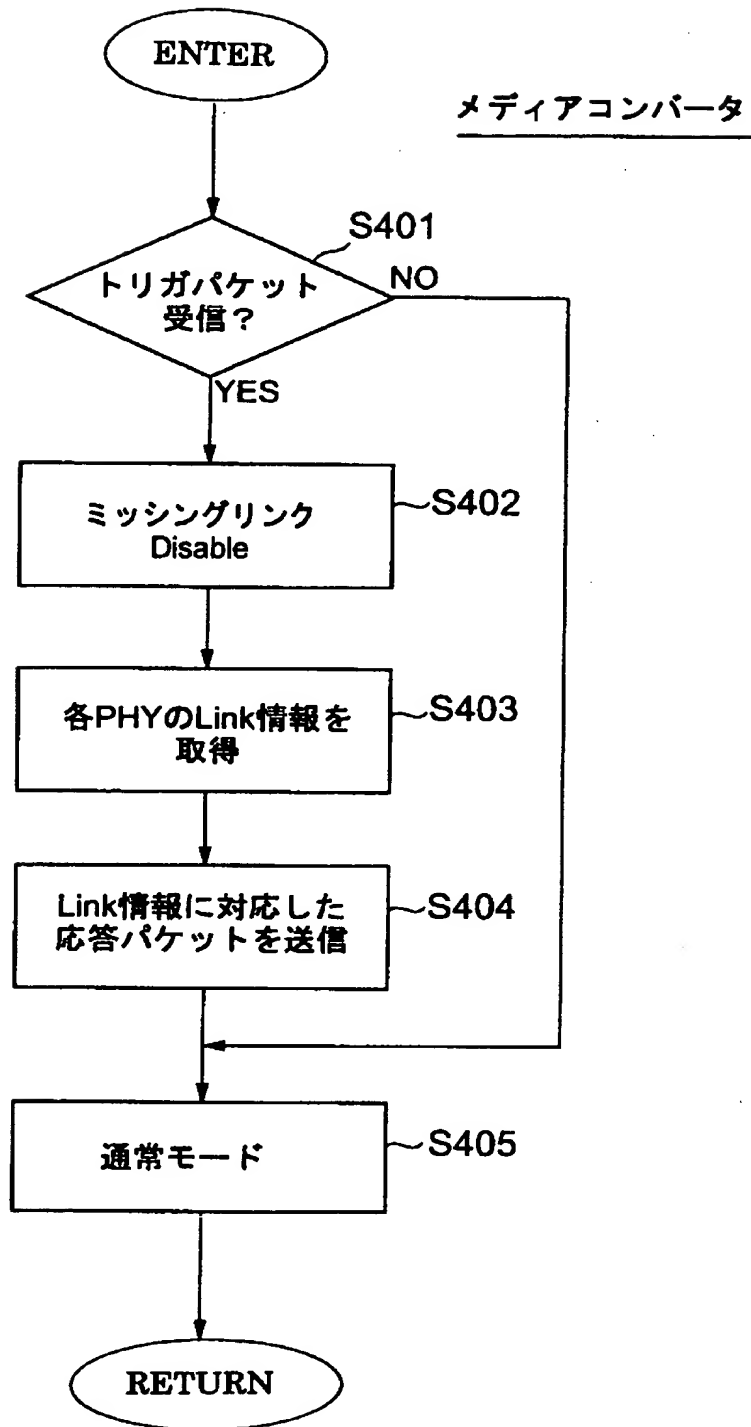 ENTER
メディアコンバータ
S401
トリガパケット
受信？
NO
YES
ミッシングリンク
Disable
S402
各PHYのLink情報を
取得
S403
Link情報に対応した
応答パケットを送信
S404
通常モード
S405
RETURN